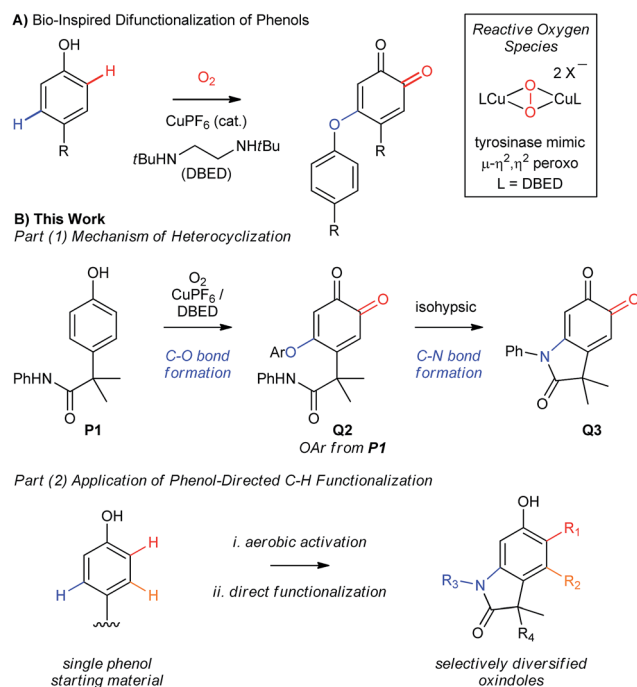 A) Bio-Inspired Difunctionalization of Phenols
OH
H
H
R
O₂
CuPF₆ (cat.)
tBuHN
NHtBu
(DBED)
O
O
O
R
R
Reactive Oxygen
Species
2 X⁻
O
LCu
CuL
O
tyrosinase mimic
μ-η²,η² peroxo
L = DBED
B) This Work
Part (1) Mechanism of Heterocyclization
OH
PhHN
O
P1
O₂
CuPF₆ /
DBED
C-O bond
formation
O
O
ArO
PhHN
O
Q2
OAr from P1
isohypsic
C-N bond
formation
O
O
Ph
N
O
Q3
Part (2) Application of Phenol-Directed C-H Functionalization
OH
H
H
H
single phenol
starting material
i. aerobic activation
ii. direct functionalization
OH
R₁
R₂
R₃
N
O
R₄
selectively diversified
oxindoles